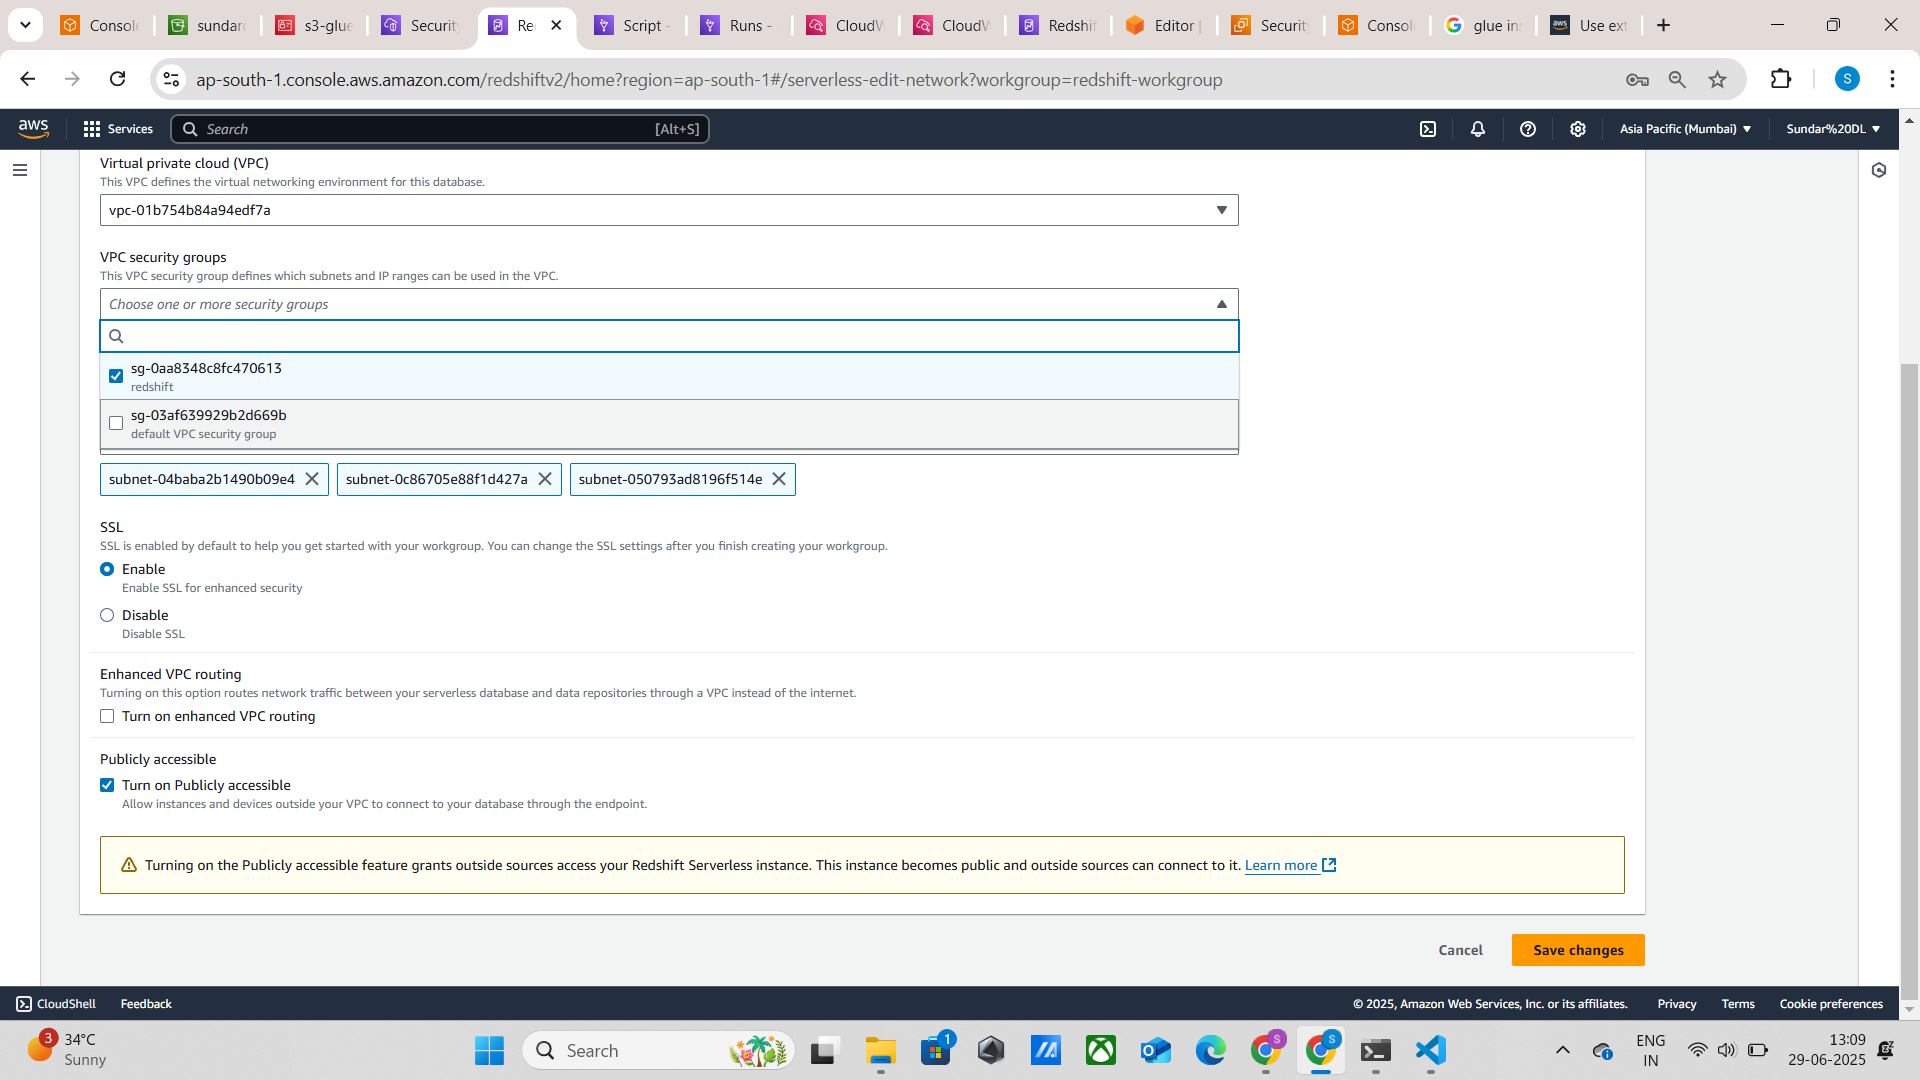 Console
sundar
s3-glue
Security
Re
Script -
Runs -
CloudW
CloudW
Redshif
Editor |
Security
Console
glue in
Use ext
ap-south-1.console.aws.amazon.com/redshiftv2/home?region=ap-south-1#/serverless-edit-network?workgroup=redshift-workgroup
S
aws
Services
Search
[Alt+S]
Asia Pacific (Mumbai)
Sundar%20DL
Virtual private cloud (VPC)
This VPC defines the virtual networking environment for this database.
vpc-01b754b84a94edf7a
VPC security groups
This VPC security group defines which subnets and IP ranges can be used in the VPC.
Choose one or more security groups
sg-0aa8348c8fc470613
redshift
sg-03af639929b2d669b
default VPC security group
subnet-04baba2b1490b09e4
subnet-0c86705e88f1d427a
subnet-050793ad8196f514e
SSL
SSL is enabled by default to help you get started with your workgroup. You can change the SSL settings after you finish creating your workgroup.
Enable
Enable SSL for enhanced security
Disable
Disable SSL
Enhanced VPC routing
Turning on this option routes network traffic between your serverless database and data repositories through a VPC instead of the internet.
Turn on enhanced VPC routing
Publicly accessible
Turn on Publicly accessible
Allow instances and devices outside your VPC to connect to your database through the endpoint.
Turning on the Publicly accessible feature grants outside sources access your Redshift Serverless instance. This instance becomes public and outside sources can connect to it. Learn more
Cancel
Save changes
CloudShell
Feedback
© 2025, Amazon Web Services, Inc. or its affiliates.
Privacy
Terms
Cookie preferences
3
34°C
Sunny
Search
1
S
S
ENG
IN
13:09
29-06-2025